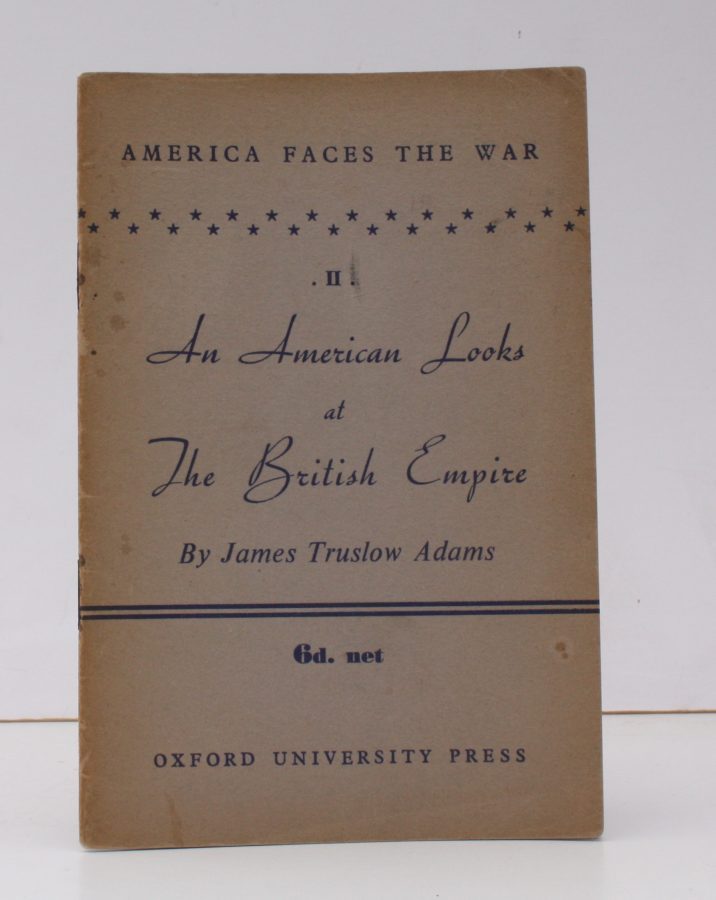 AMERICA FACES THE WAR
. II .
An American Looks
at
The British Empire
By James Truslow Adams
6d. net
OXFORD UNIVERSITY PRESS